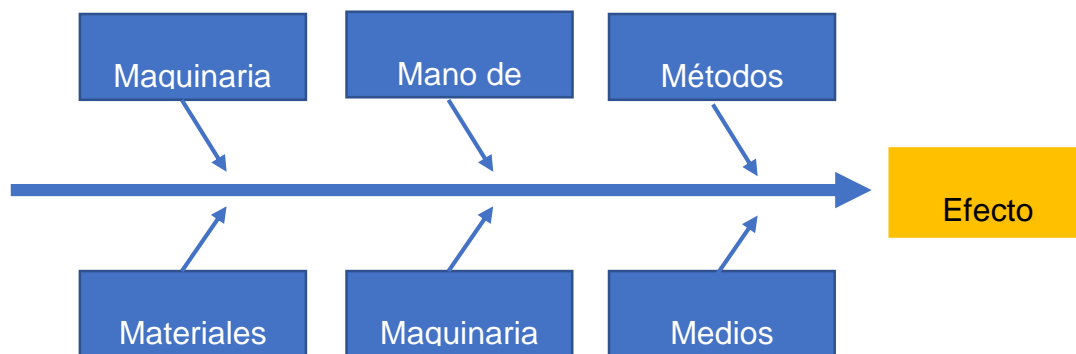 Maquinaria
Mano de
Métodos
Efecto
Materiales
Maquinaria
Medios